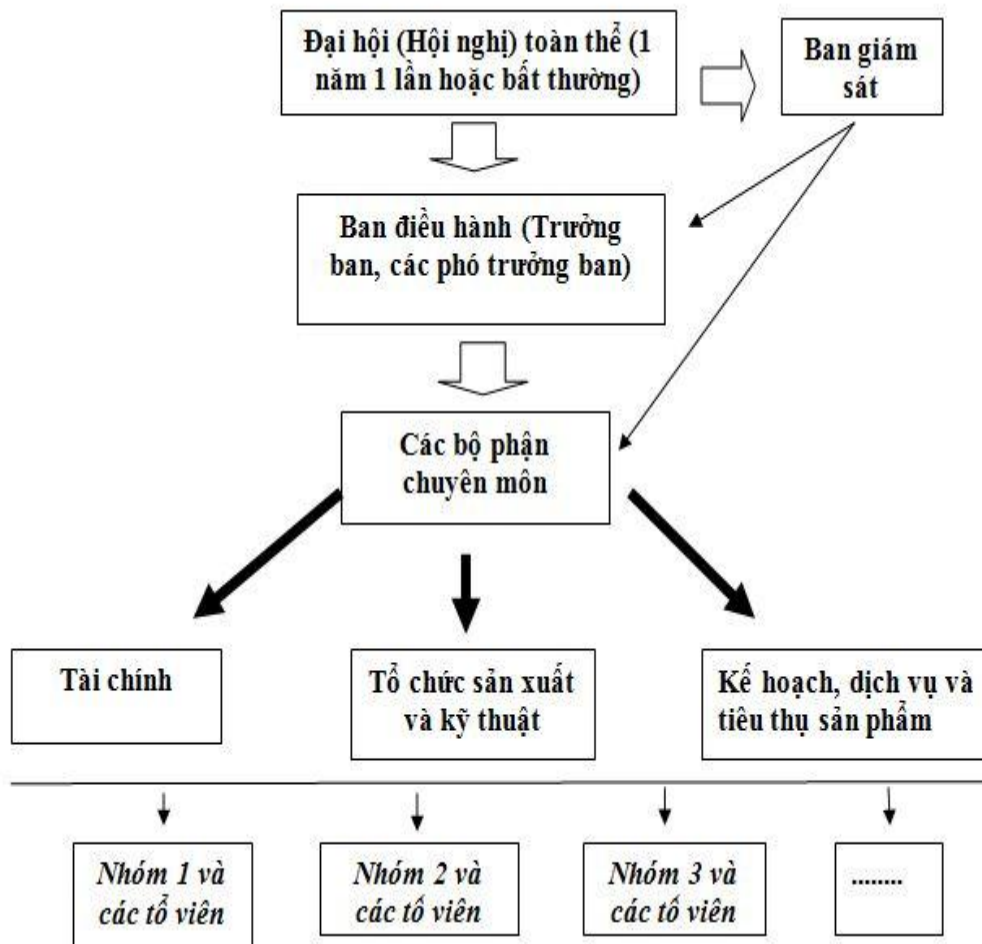 Đại hội (Hội nghị) toàn thể (1
năm 1 lần hoặc bất thường)
Ban giám
sát
Ban điều hành (Trưởng
ban, các phó trưởng ban)
Các bộ phận
chuyên môn
Tài chính
Tổ chức sản xuất
và kỹ thuật
Kế hoạch, dịch vụ và
tiêu thụ sản phẩm
Nhóm 1 và
các tổ viên
Nhóm 2 và
các tổ viên
Nhóm 3 và
các tổ viên
........